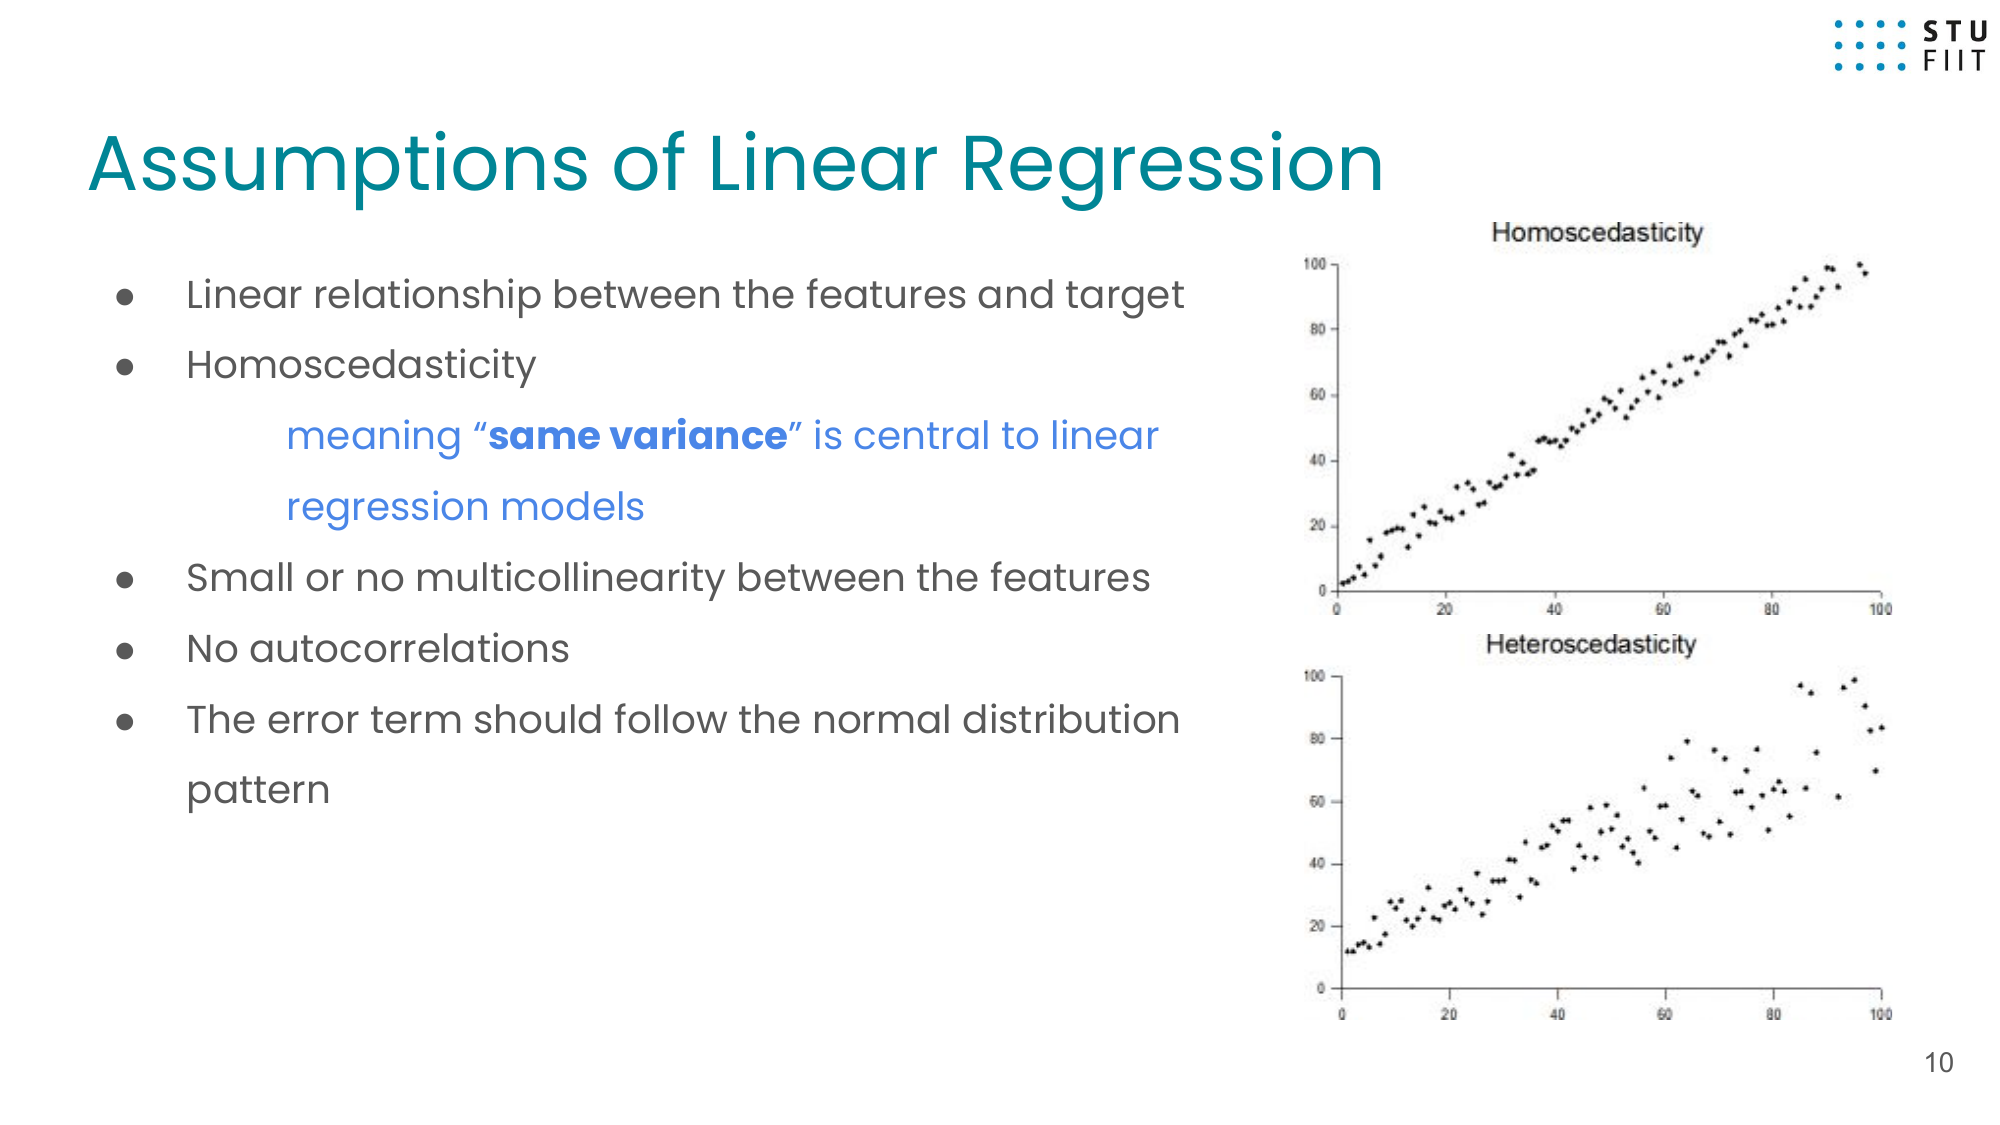 STU
FIIT
Assumptions of Linear Regression
● Linear relationship between the features and target
● Homoscedasticity
meaning “same variance” is central to linear
regression models
● Small or no multicollinearity between the features
● No autocorrelations
● The error term should follow the normal distribution
pattern
Homoscedasticity
100
80
60
40
20
0
0 20 40 60 80 100
Heteroscedasticity
100
80
60
40
20
0
0 20 40 60 80 100
10